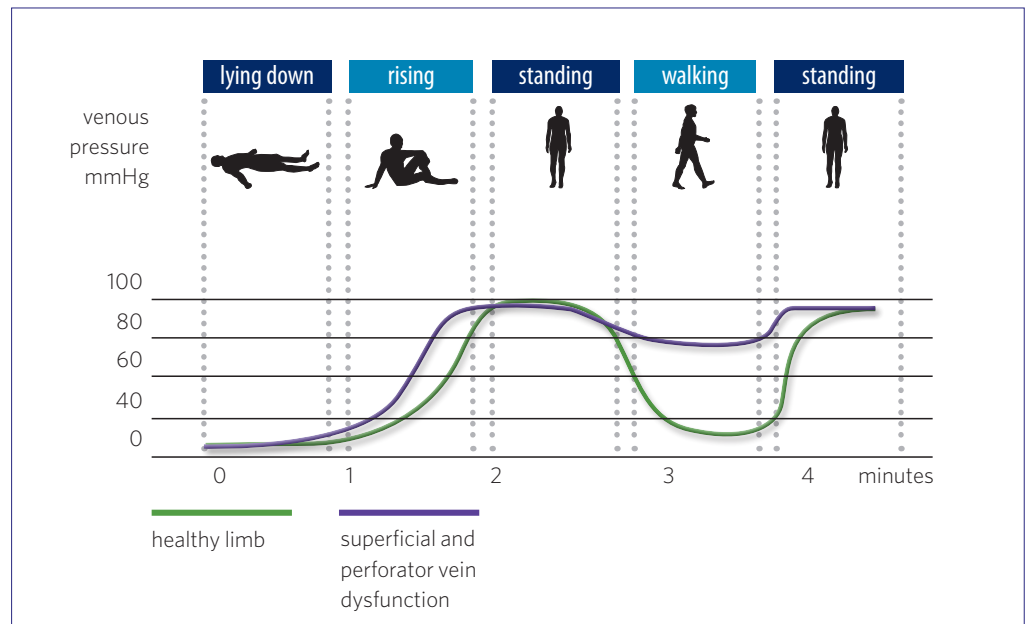 lying down rising standing walking standing
venous
pressure
mmHg
100
80
60
40
0
0 1 2 3 4 minutes
healthy limb
superficial and
perforator vein
dysfunction